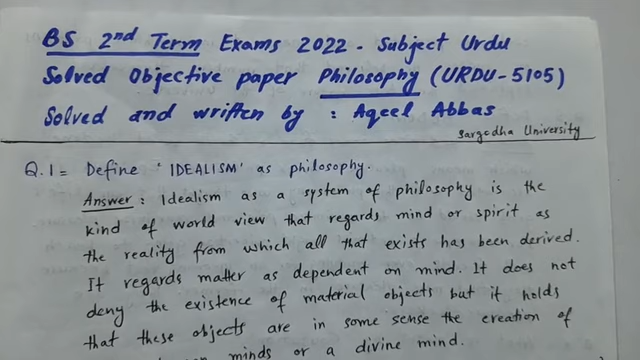 BS 2nd Term Exams 2022 - Subject Urdu
Solved Objective paper Philosophy (URDU-5105)
Solved and written by : Aqeel Abbas
Sargodha University
Q.1= Define 'IDEALISM' as philosophy.
Answer : Idealism as a system of philosophy is the
kind of world view that regards mind or spirit as
the reality from which all that exists has been derived.
It regards matter as dependent on mind. It does not
deny the existence of material objects but it holds
that these objects are in some sense the creation of
minds or a divine mind.